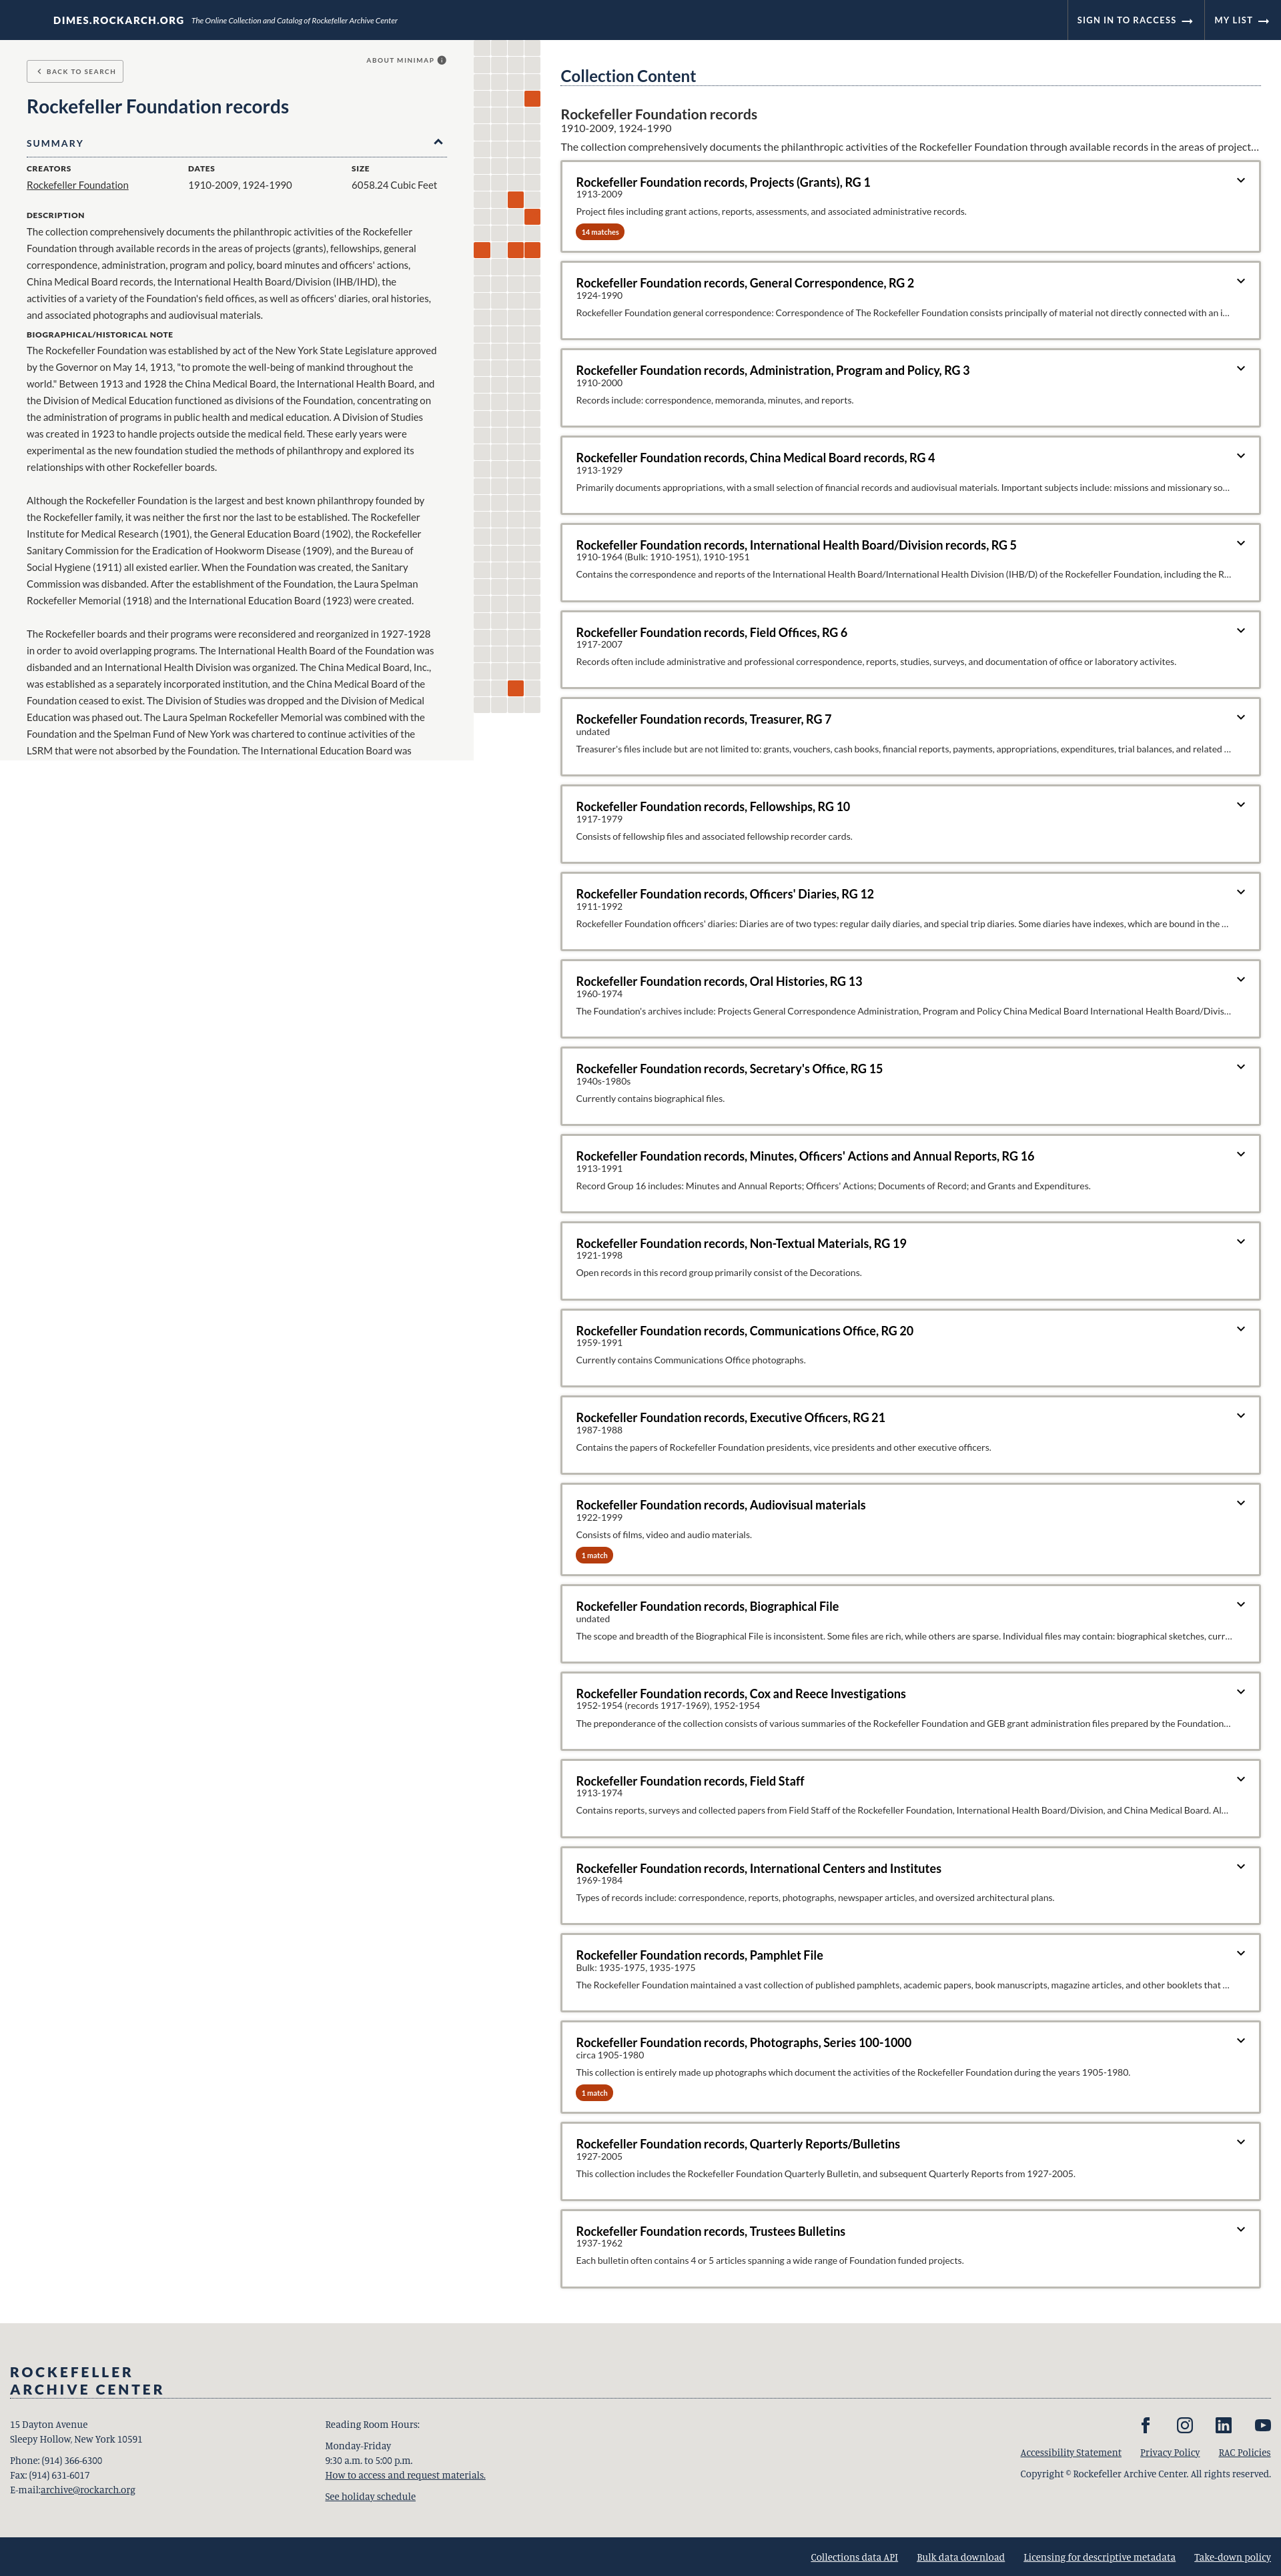 DIMES.ROCKARCH.ORG The Online Collection and Catalog of Rockefeller Archive Center
SIGN IN TO RACCESS
MY LIST
BACK TO SEARCH
ABOUT MINIMAP
Rockefeller Foundation records
SUMMARY
CREATORS
Rockefeller Foundation
DATES
1910-2009, 1924-1990
SIZE
6058.24 Cubic Feet
DESCRIPTION
The collection comprehensively documents the philanthropic activities of the Rockefeller
Foundation through available records in the areas of projects (grants), fellowships, general
correspondence, administration, program and policy, board minutes and officers' actions,
China Medical Board records, the International Health Board/Division (IHB/IHD), the
activities of a variety of the Foundation's field offices, as well as officers' diaries, oral histories,
and associated photographs and audiovisual materials.
BIOGRAPHICAL/HISTORICAL NOTE
The Rockefeller Foundation was established by act of the New York State Legislature approved
by the Governor on May 14, 1913, "to promote the well-being of mankind throughout the
world." Between 1913 and 1928 the China Medical Board, the International Health Board, and
the Division of Medical Education functioned as divisions of the Foundation, concentrating on
the administration of programs in public health and medical education. A Division of Studies
was created in 1923 to handle projects outside the medical field. These early years were
experimental as the new foundation studied the methods of philanthropy and explored its
relationships with other Rockefeller boards.
Although the Rockefeller Foundation is the largest and best known philanthropy founded by
the Rockefeller family, it was neither the first nor the last to be established. The Rockefeller
Institute for Medical Research (1901), the General Education Board (1902), the Rockefeller
Sanitary Commission for the Eradication of Hookworm Disease (1909), and the Bureau of
Social Hygiene (1911) all existed earlier. When the Foundation was created, the Sanitary
Commission was disbanded. After the establishment of the Foundation, the Laura Spelman
Rockefeller Memorial (1918) and the International Education Board (1923) were created.
The Rockefeller boards and their programs were reconsidered and reorganized in 1927-1928
in order to avoid overlapping programs. The International Health Board of the Foundation was
disbanded and an International Health Division was organized. The China Medical Board, Inc.,
was established as a separately incorporated institution, and the China Medical Board of the
Foundation ceased to exist. The Division of Studies was dropped and the Division of Medical
Education was phased out. The Laura Spelman Rockefeller Memorial was combined with the
Foundation and the Spelman Fund of New York was chartered to continue activities of the
LSRM that were not absorbed by the Foundation. The International Education Board was
Collection Content
Rockefeller Foundation records
1910-2009, 1924-1990
The collection comprehensively documents the philanthropic activities of the Rockefeller Foundation through available records in the areas of project...
Rockefeller Foundation records, Projects (Grants), RG 1
1913-2009
Project files including grant actions, reports, assessments, and associated administrative records.
14 matches
Rockefeller Foundation records, General Correspondence, RG 2
1924-1990
Rockefeller Foundation general correspondence: Correspondence of The Rockefeller Foundation consists principally of material not directly connected with an i...
Rockefeller Foundation records, Administration, Program and Policy, RG 3
1910-2000
Records include: correspondence, memoranda, minutes, and reports.
Rockefeller Foundation records, China Medical Board records, RG 4
1913-1929
Primarily documents appropriations, with a small selection of financial records and audiovisual materials. Important subjects include: missions and missionary so...
Rockefeller Foundation records, International Health Board/Division records, RG 5
1910-1964 (Bulk: 1910-1951), 1910-1951
Contains the correspondence and reports of the International Health Board/International Health Division (IHB/D) of the Rockefeller Foundation, including the R...
Rockefeller Foundation records, Field Offices, RG 6
1917-2007
Records often include administrative and professional correspondence, reports, studies, surveys, and documentation of office or laboratory activites.
Rockefeller Foundation records, Treasurer, RG 7
undated
Treasurer's files include but are not limited to: grants, vouchers, cash books, financial reports, payments, appropriations, expenditures, trial balances, and related ...
Rockefeller Foundation records, Fellowships, RG 10
1917-1979
Consists of fellowship files and associated fellowship recorder cards.
Rockefeller Foundation records, Officers' Diaries, RG 12
1911-1992
Rockefeller Foundation officers' diaries: Diaries are of two types: regular daily diaries, and special trip diaries. Some diaries have indexes, which are bound in the ...
Rockefeller Foundation records, Oral Histories, RG 13
1960-1974
The Foundation's archives include: Projects General Correspondence Administration, Program and Policy China Medical Board International Health Board/Divis...
Rockefeller Foundation records, Secretary's Office, RG 15
1940s-1980s
Currently contains biographical files.
Rockefeller Foundation records, Minutes, Officers' Actions and Annual Reports, RG 16
1913-1991
Record Group 16 includes: Minutes and Annual Reports; Officers' Actions; Documents of Record; and Grants and Expenditures.
Rockefeller Foundation records, Non-Textual Materials, RG 19
1921-1998
Open records in this record group primarily consist of the Decorations.
Rockefeller Foundation records, Communications Office, RG 20
1959-1991
Currently contains Communications Office photographs.
Rockefeller Foundation records, Executive Officers, RG 21
1987-1988
Contains the papers of Rockefeller Foundation presidents, vice presidents and other executive officers.
Rockefeller Foundation records, Audiovisual materials
1922-1999
Consists of films, video and audio materials.
1 match
Rockefeller Foundation records, Biographical File
undated
The scope and breadth of the Biographical File is inconsistent. Some files are rich, while others are sparse. Individual files may contain: biographical sketches, curr...
Rockefeller Foundation records, Cox and Reece Investigations
1952-1954 (records 1917-1969), 1952-1954
The preponderance of the collection consists of various summaries of the Rockefeller Foundation and GEB grant administration files prepared by the Foundation...
Rockefeller Foundation records, Field Staff
1913-1974
Contains reports, surveys and collected papers from Field Staff of the Rockefeller Foundation, International Health Board/Division, and China Medical Board. Al...
Rockefeller Foundation records, International Centers and Institutes
1969-1984
Types of records include: correspondence, reports, photographs, newspaper articles, and oversized architectural plans.
Rockefeller Foundation records, Pamphlet File
Bulk: 1935-1975, 1935-1975
The Rockefeller Foundation maintained a vast collection of published pamphlets, academic papers, book manuscripts, magazine articles, and other booklets that ...
Rockefeller Foundation records, Photographs, Series 100-1000
circa 1905-1980
This collection is entirely made up photographs which document the activities of the Rockefeller Foundation during the years 1905-1980.
1 match
Rockefeller Foundation records, Quarterly Reports/Bulletins
1927-2005
This collection includes the Rockefeller Foundation Quarterly Bulletin, and subsequent Quarterly Reports from 1927-2005.
Rockefeller Foundation records, Trustees Bulletins
1937-1962
Each bulletin often contains 4 or 5 articles spanning a wide range of Foundation funded projects.
ROCKEFELLER
ARCHIVE CENTER
15 Dayton Avenue
Sleepy Hollow, New York 10591
Phone: (914) 366-6300
Fax: (914) 631-6017
E-mail:archive@rockarch.org
Reading Room Hours:
Monday-Friday
9:30 a.m. to 5:00 p.m.
How to access and request materials.
See holiday schedule
Accessibility Statement
Privacy Policy
RAC Policies
Copyright © Rockefeller Archive Center. All rights reserved.
Collections data API
Bulk data download
Licensing for descriptive metadata
Take-down policy